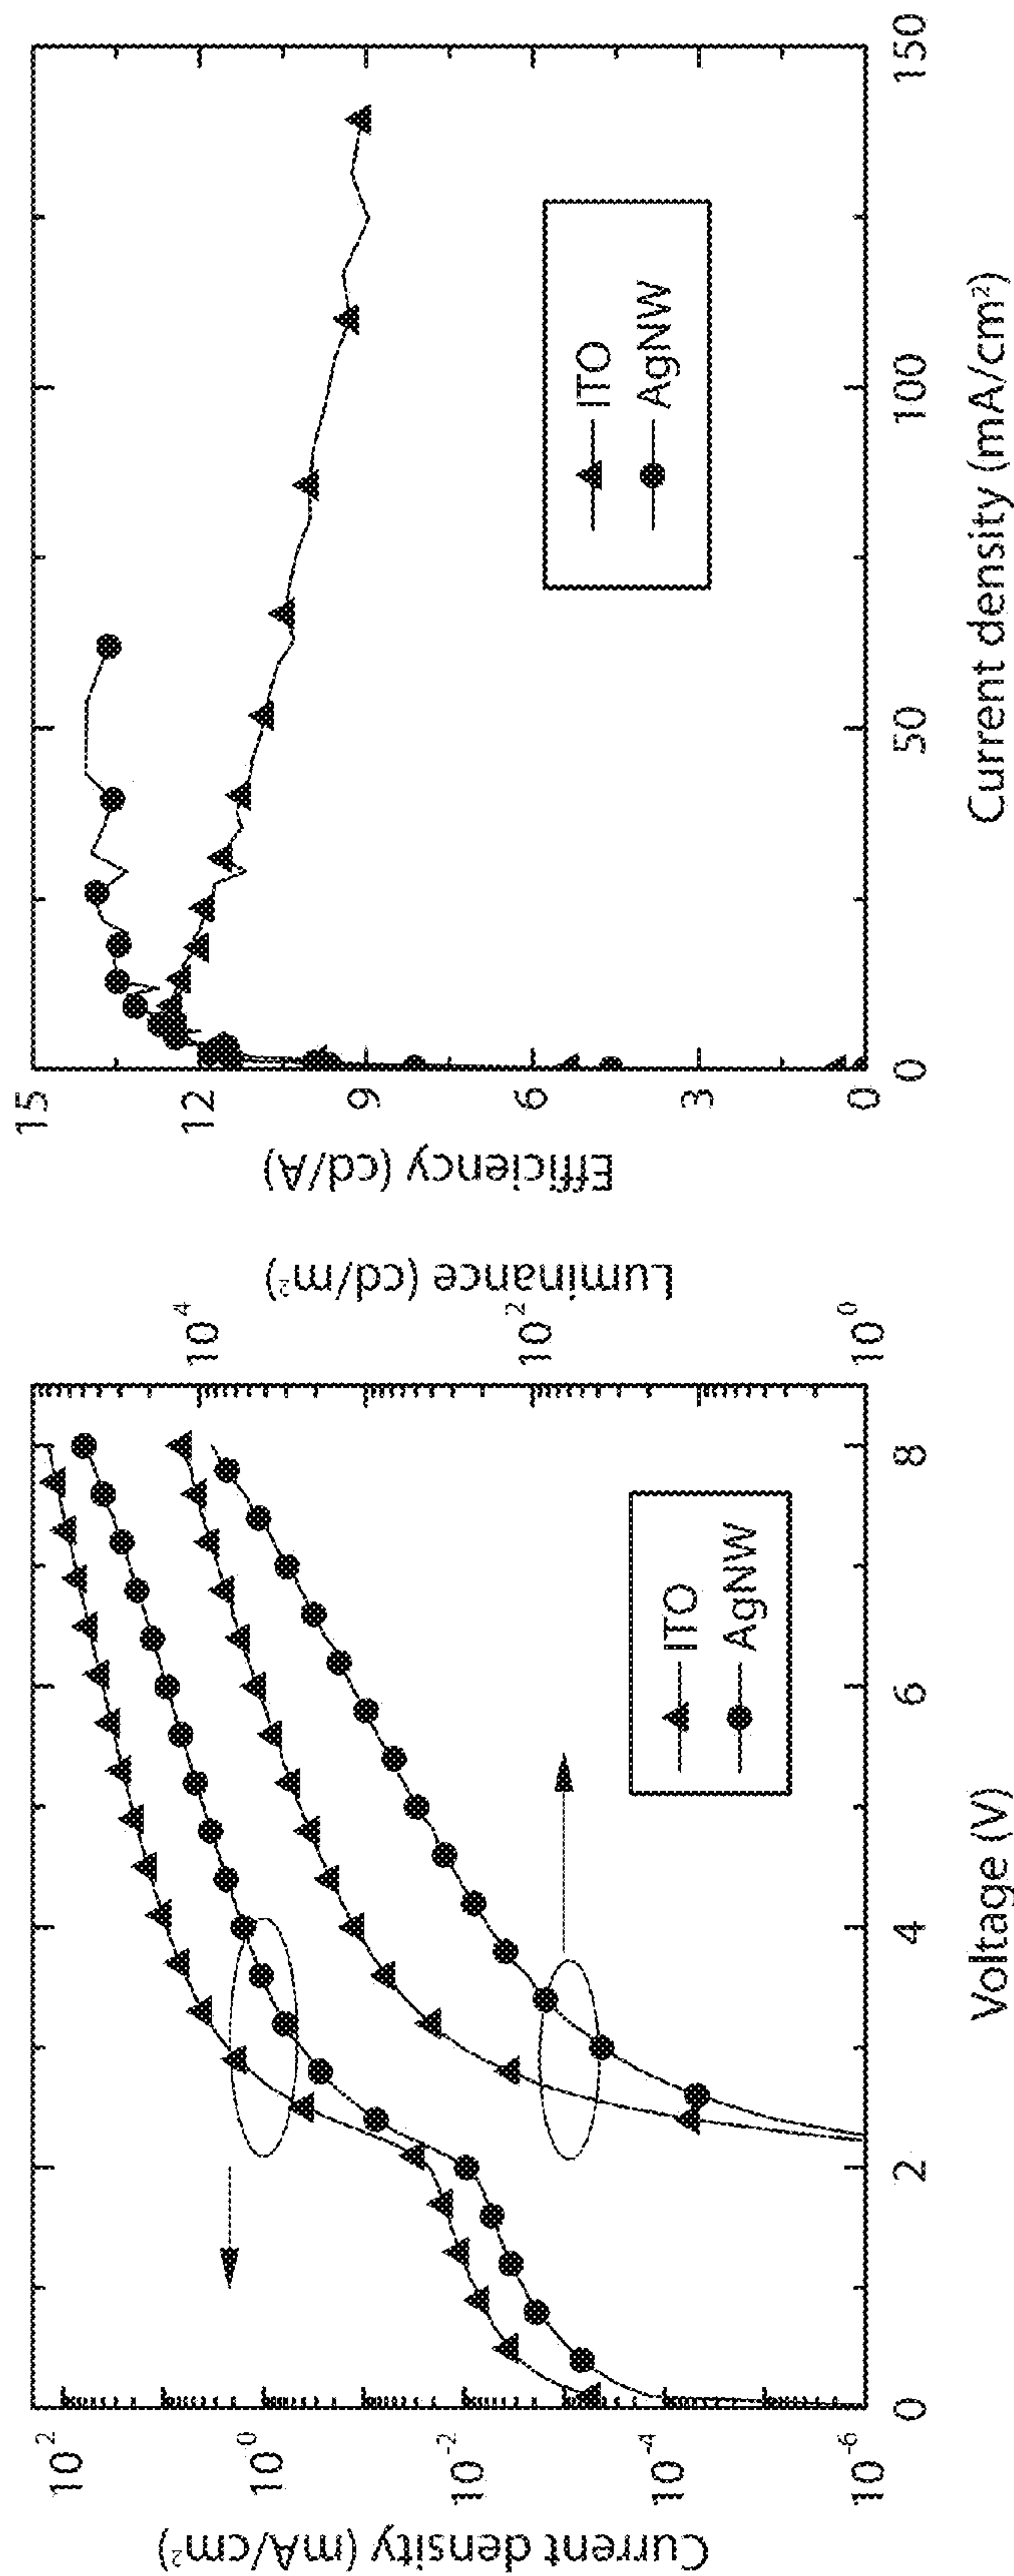 Current density (mA/cm²)
10²
10⁰
10⁻²
10⁻⁴
10⁻⁶
0
2
4
6
8
Voltage (V)
ITO
AgNW
10⁴
10²
10⁰
Luminance (cd/m²)
Efficiency (cd/A)
15
12
9
6
3
0
0
50
100
150
Current density (mA/cm²)
ITO
AgNW